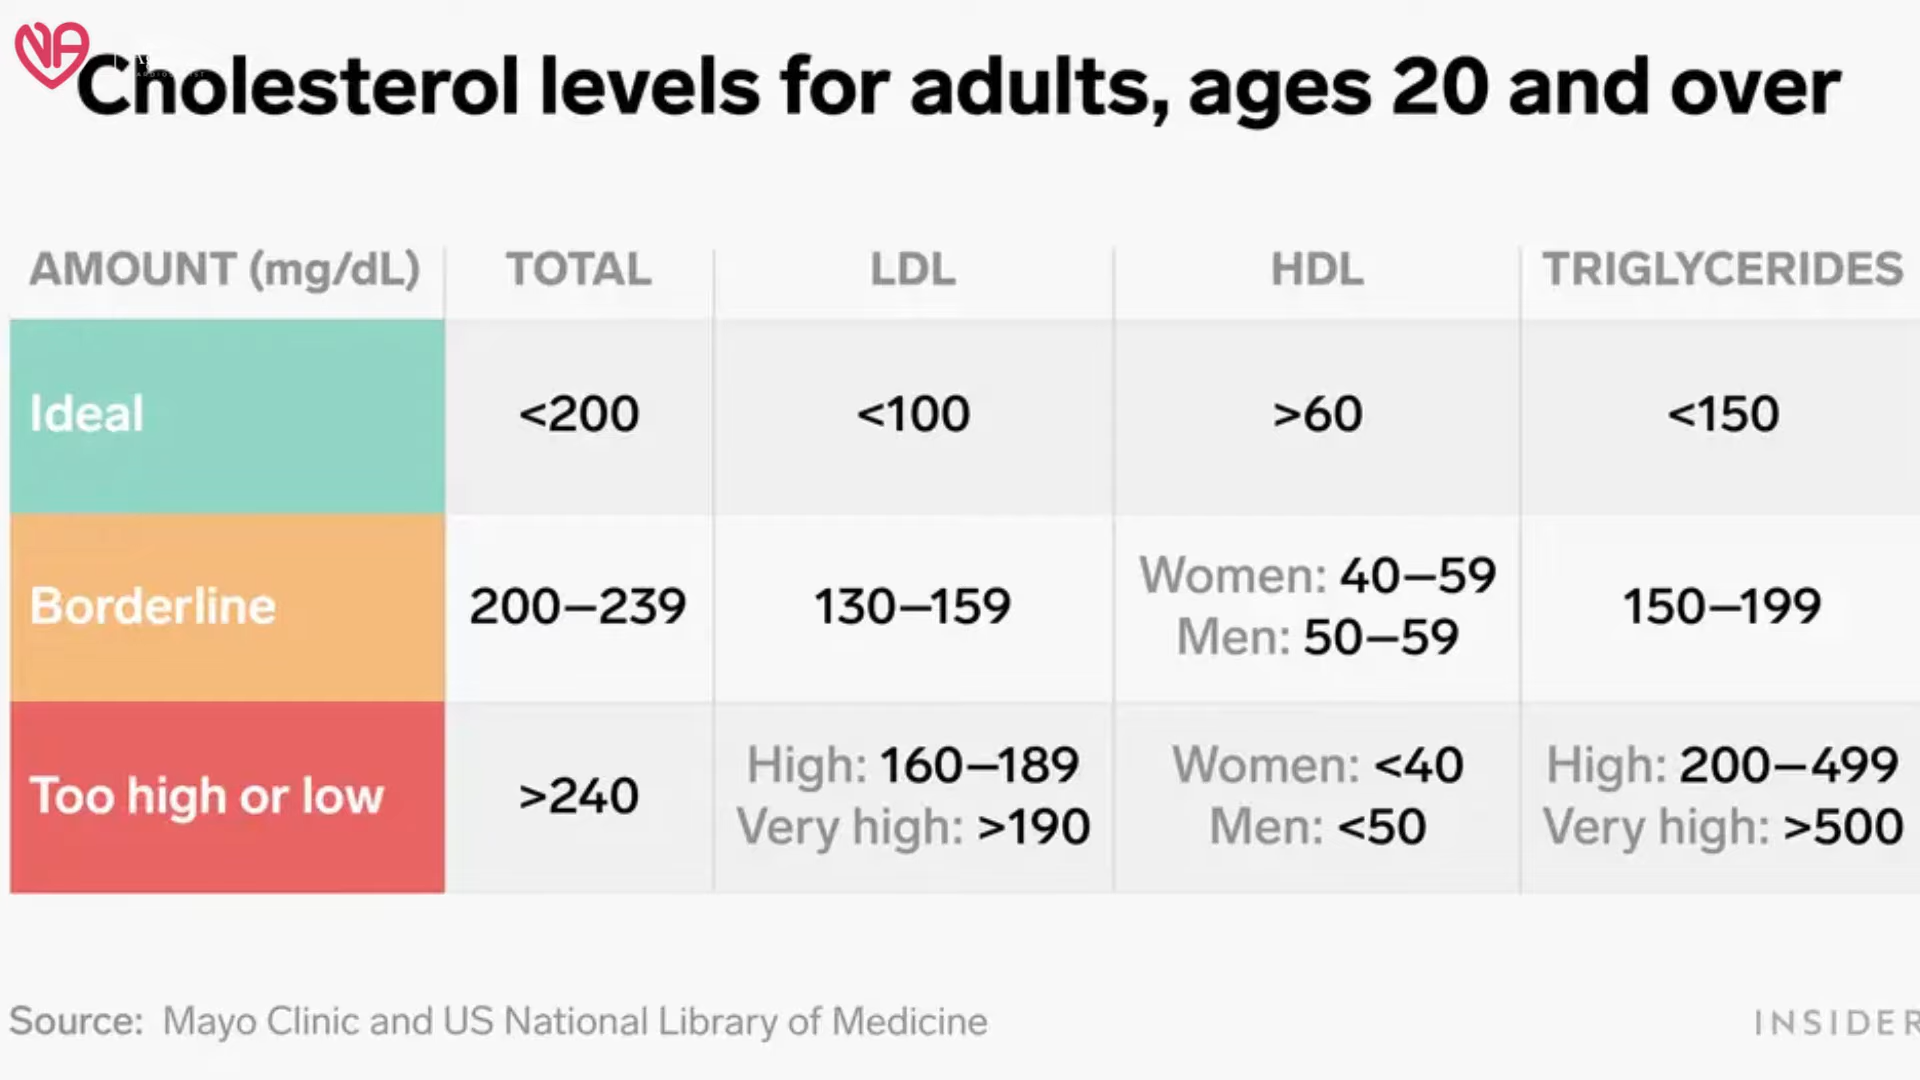 NA
Cholesterol levels for adults, ages 20 and over
AMOUNT (mg/dL) TOTAL LDL HDL TRIGLYCERIDES
Ideal <200 <100 >60 <150
Borderline 200–239 130–159 Women: 40–59 Men: 50–59 150–199
Too high or low >240 High: 160–189 Very high: >190 Women: <40 Men: <50 High: 200–499 Very high: >500
Source: Mayo Clinic and US National Library of Medicine
INSIDER